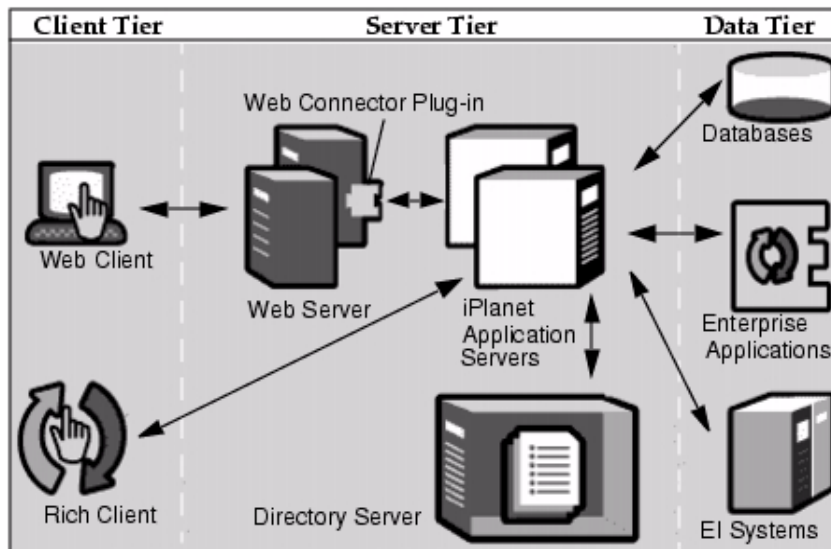 Client Tier
Server Tier
Data Tier
Web Connector Plug-in
Databases
Web Client
Web Server
iPlanet
Application
Servers
Enterprise
Applications
Rich Client
Directory Server
EI Systems